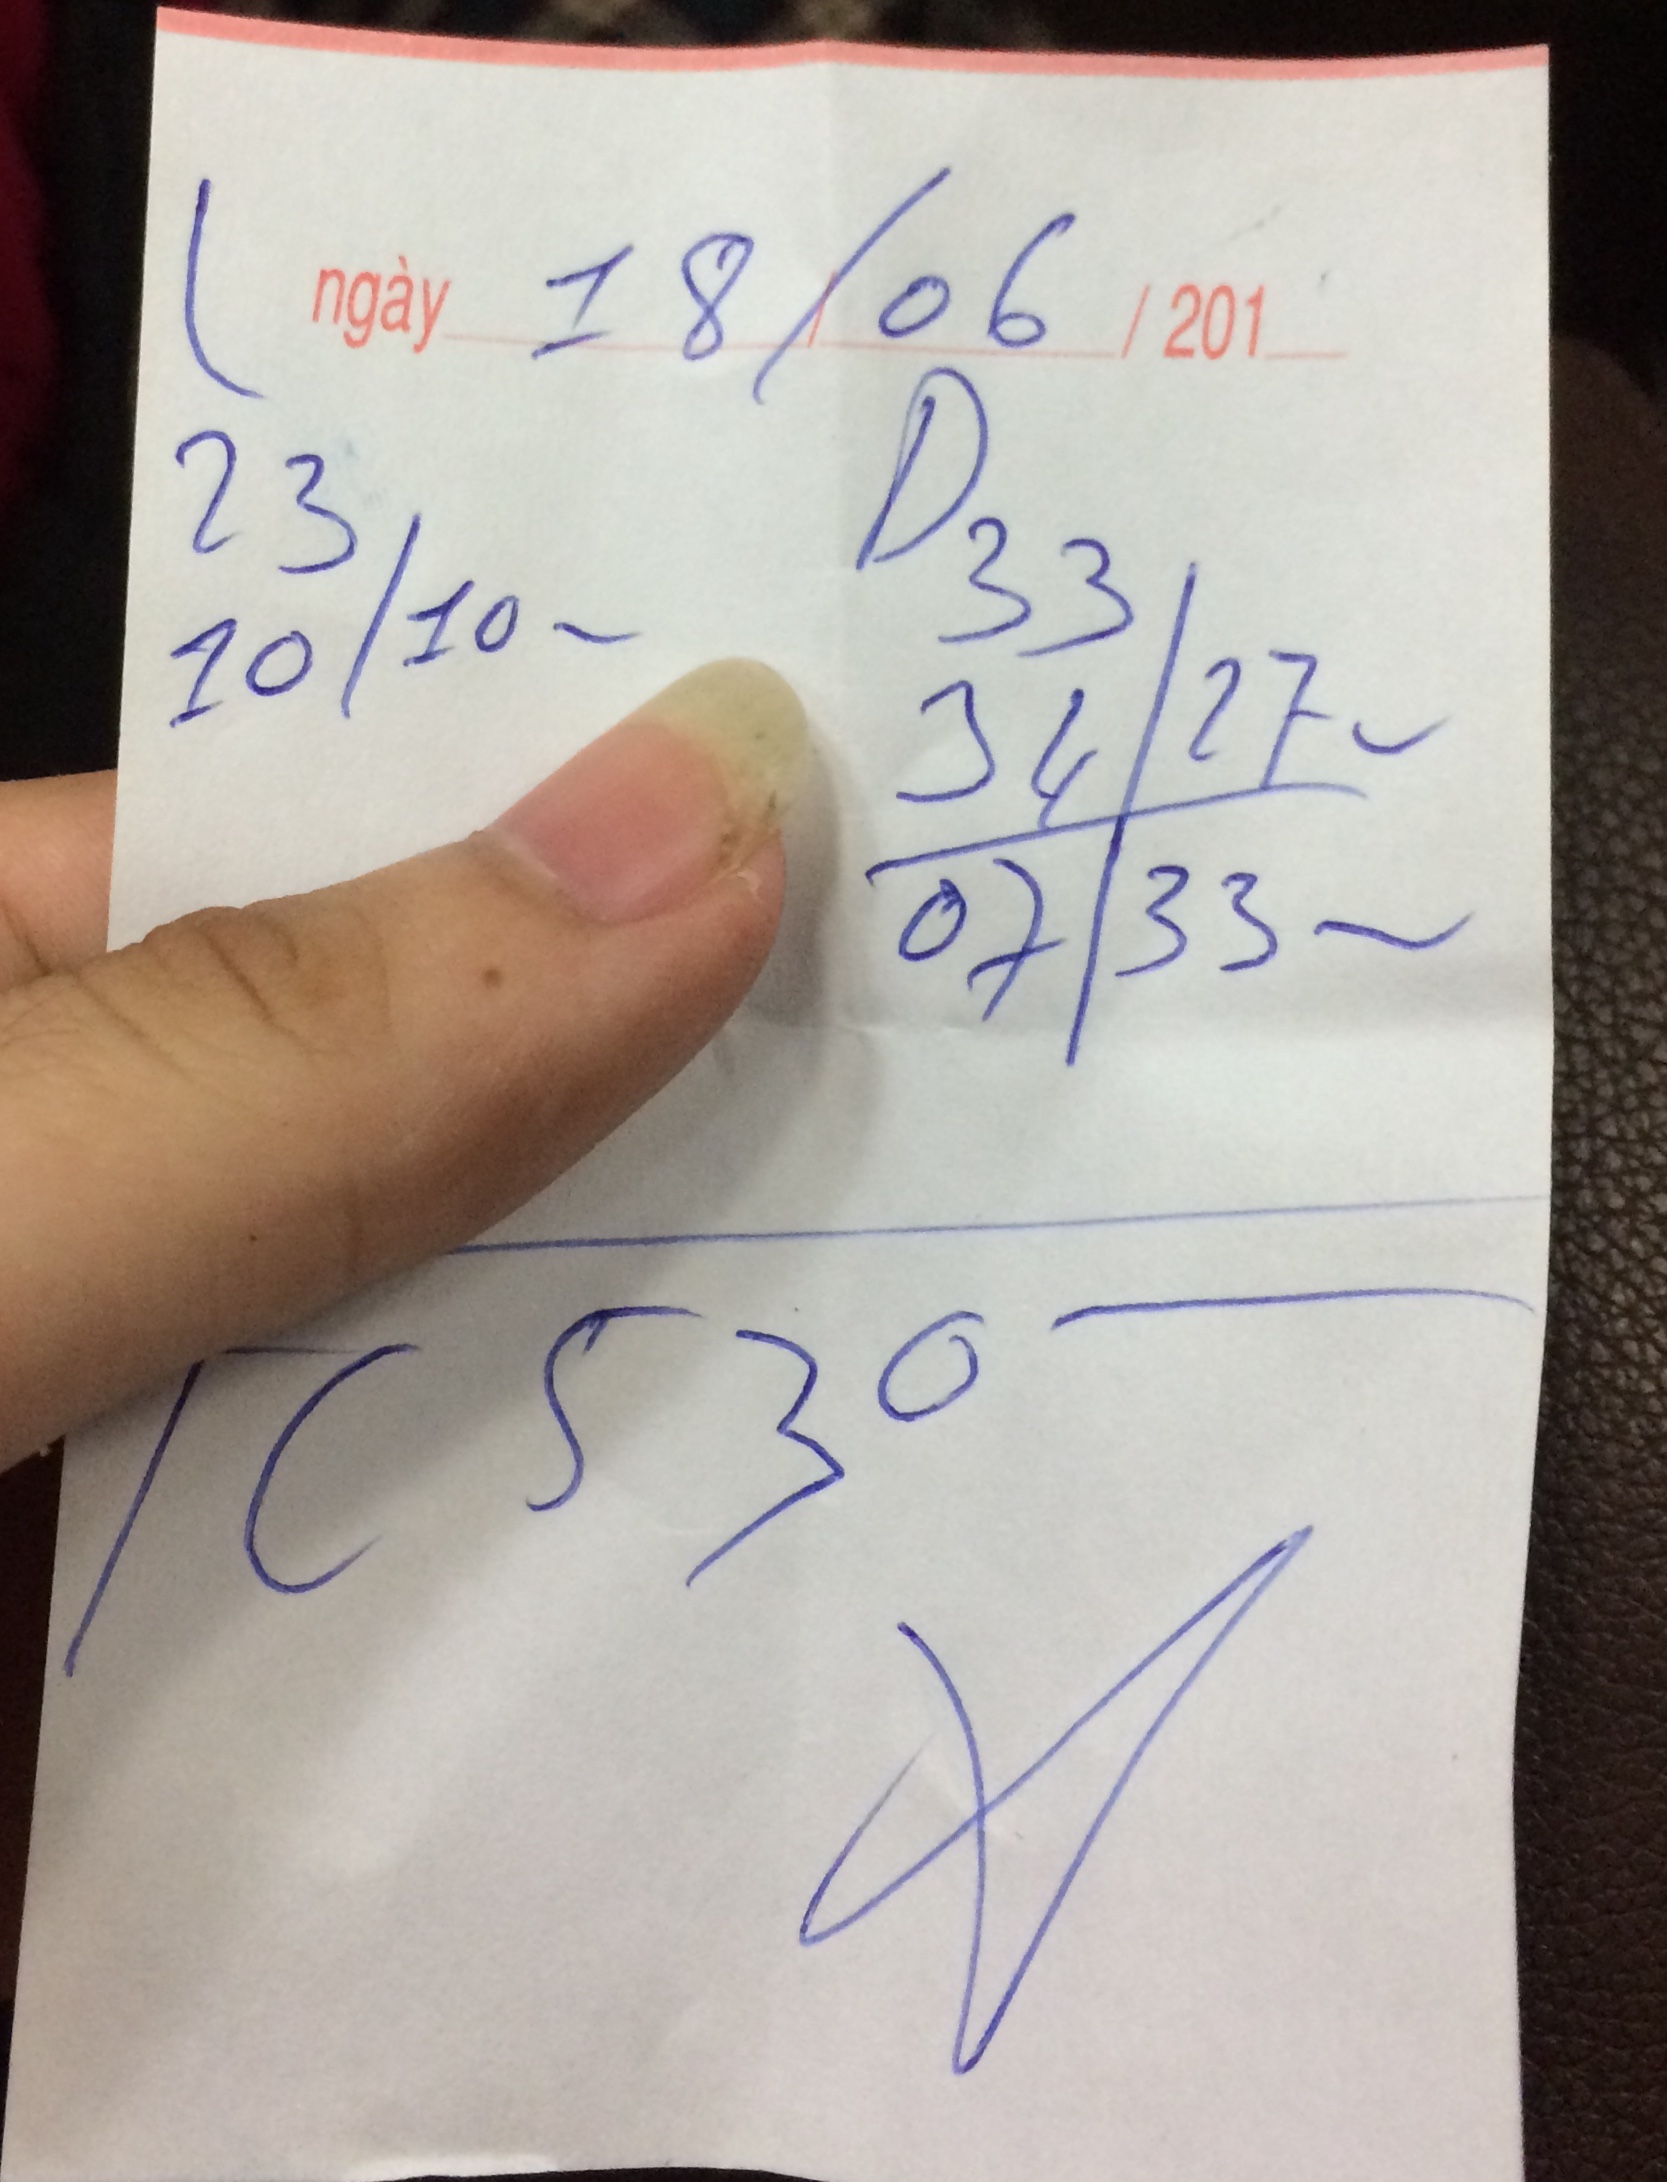 L ngày 18/06/201
23
10/10~
D
33
34/27~
07/33~
TC 530